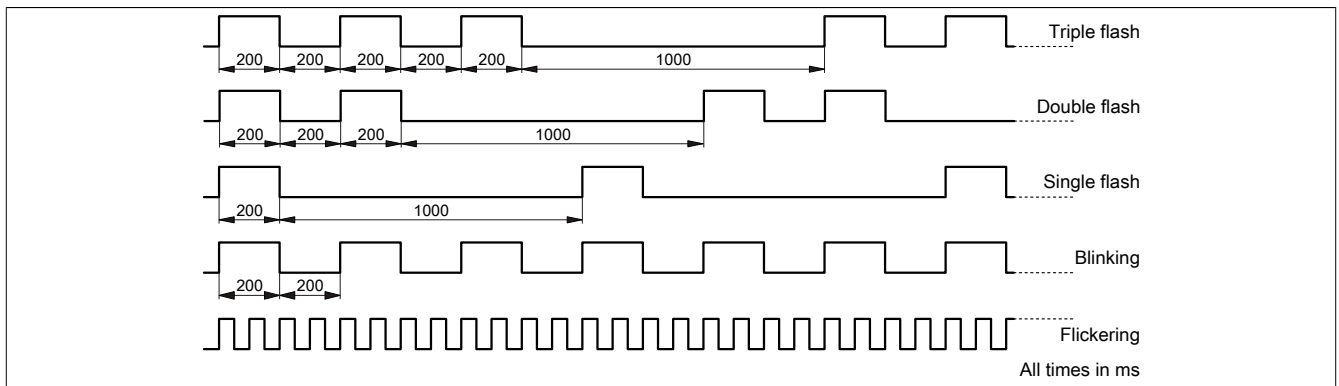 Triple flash
200 200 200 200 200 1000
Double flash
200 200 200 1000
Single flash
200 1000
Blinking
200 200
Flickering
All times in ms